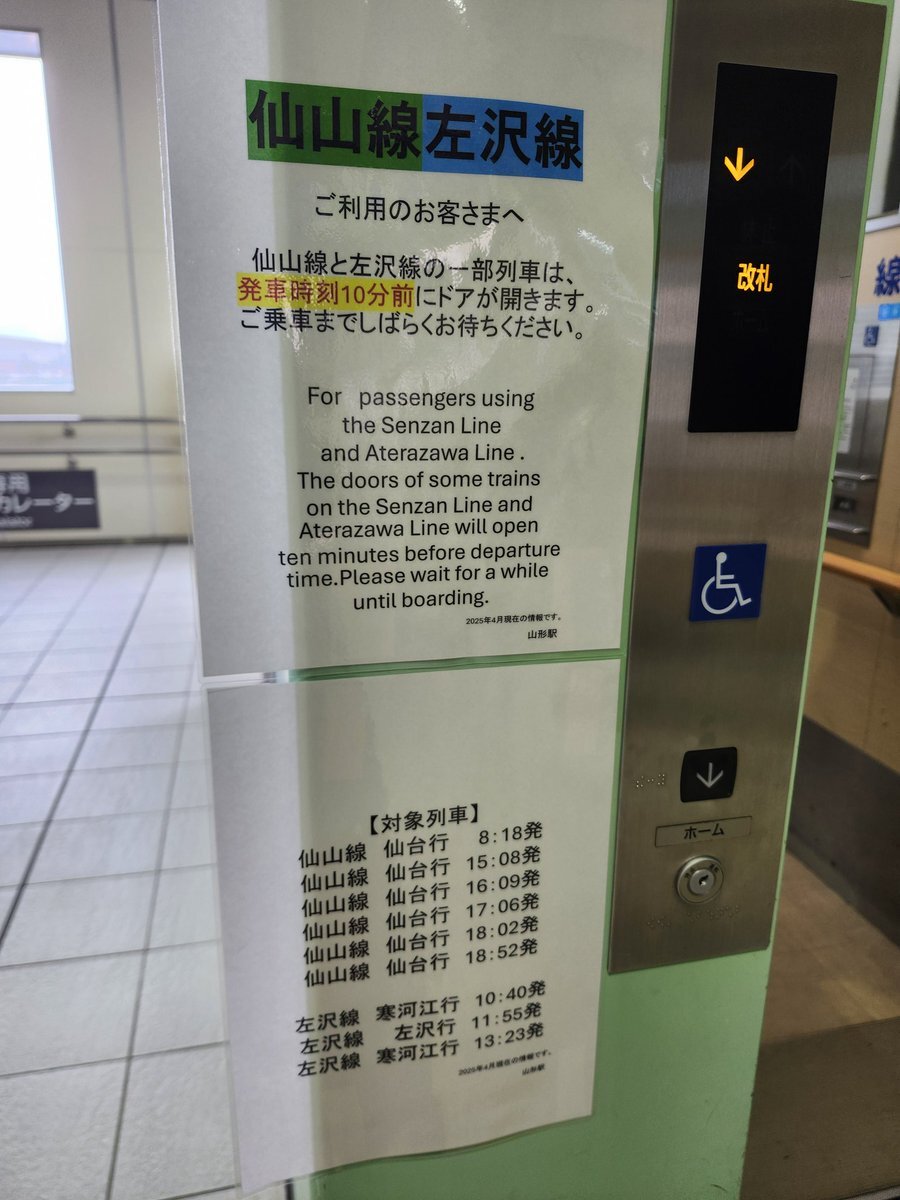 仙山線左沢線
ご利用のお客さまへ
仙山線と左沢線の一部列車は、
発車時刻10分前にドアが開きます。
ご乗車までしばらくお待ちください。
For passengers using
the Senzan Line
and Aterazawa Line .
The doors of some trains
on the Senzan Line and
Aterazawa Line will open
ten minutes before departure
time.Please wait for a while
until boarding.
2025年4月現在の情報です。
山形駅
【対象列車】
仙山線 仙台行 8:18発
仙山線 仙台行 15:08発
仙山線 仙台行 16:09発
仙山線 仙台行 17:06発
仙山線 仙台行 18:02発
仙山線 仙台行 18:52発
左沢線 寒河江行 10:40発
左沢線 左沢行 11:55発
左沢線 寒河江行 13:23発
2025年4月現在の情報です。
山形駅
改札
ホーム
線
用
カレーター